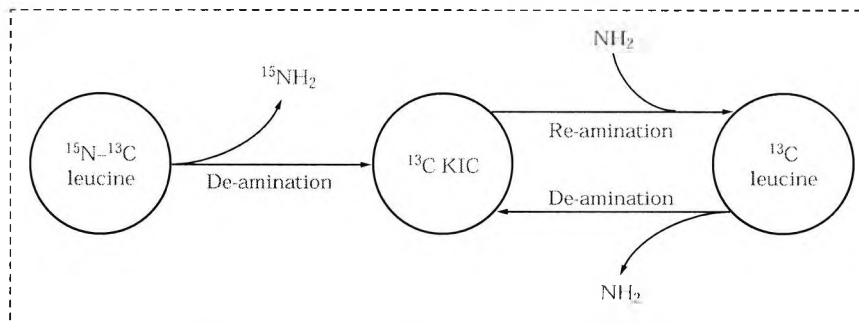 ¹⁵NH₂
NH₂
¹⁵N–¹³C
leucine
De-amination
¹³C KIC
Re-amination
De-amination
¹³C
leucine
NH₂